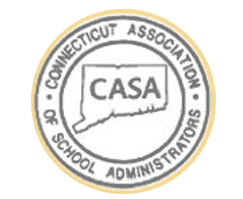 · CONNECTICUT ASSOCIATION ·
OF SCHOOL ADMINISTRATORS
CASA